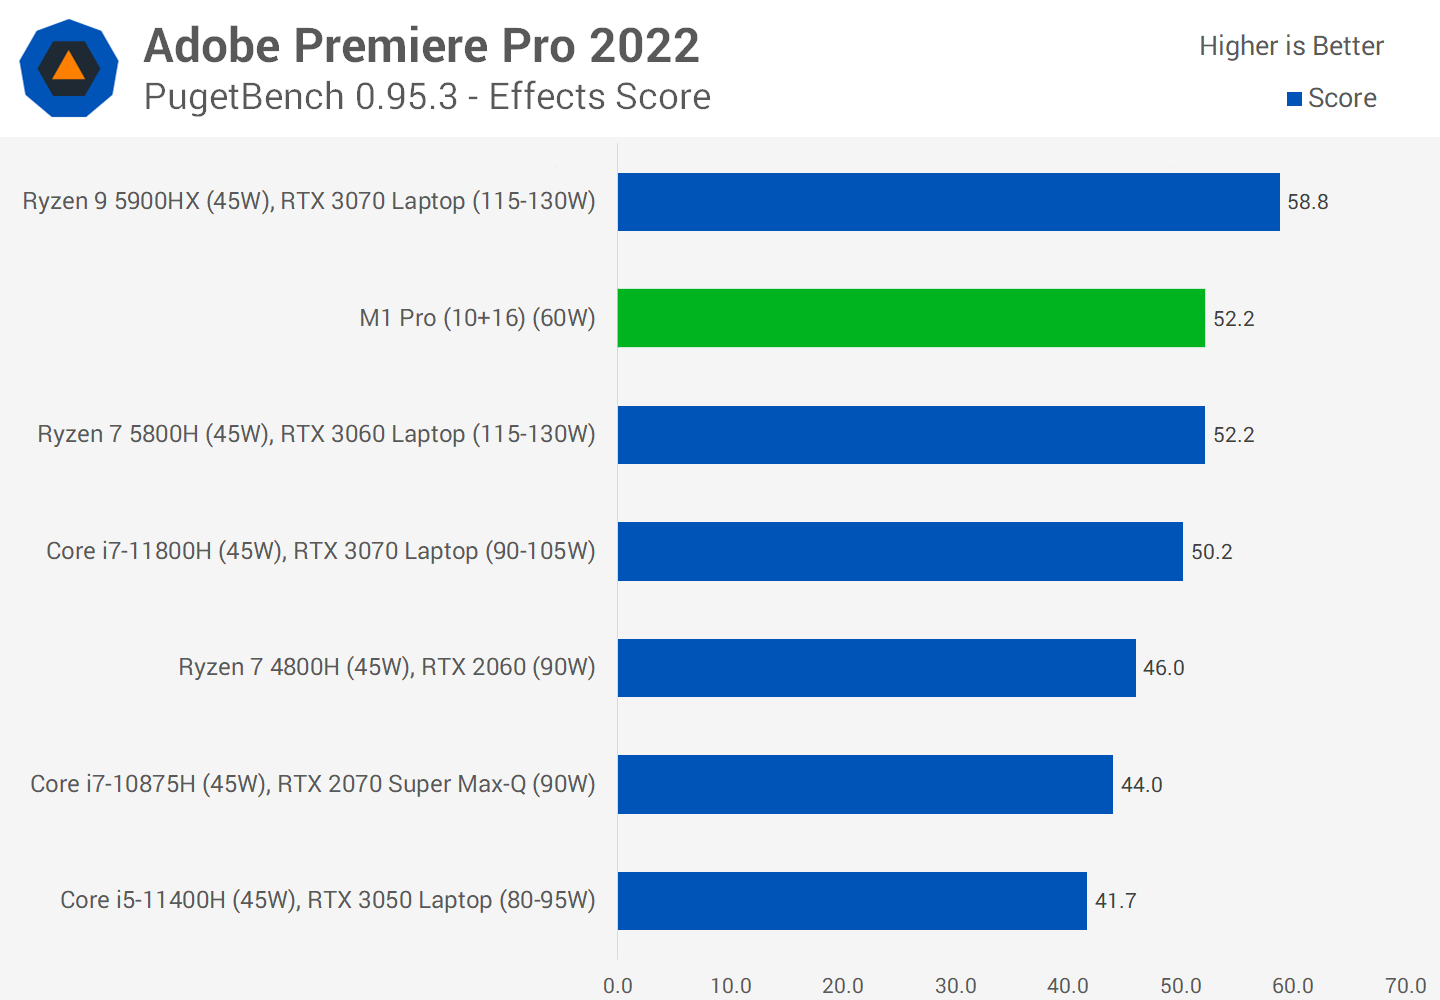 Adobe Premiere Pro 2022
PugetBench 0.95.3 - Effects Score
Higher is Better
Score
Ryzen 9 5900HX (45W), RTX 3070 Laptop (115-130W)
58.8
M1 Pro (10+16) (60W)
52.2
Ryzen 7 5800H (45W), RTX 3060 Laptop (115-130W)
52.2
Core i7-11800H (45W), RTX 3070 Laptop (90-105W)
50.2
Ryzen 7 4800H (45W), RTX 2060 (90W)
46.0
Core i7-10875H (45W), RTX 2070 Super Max-Q (90W)
44.0
Core i5-11400H (45W), RTX 3050 Laptop (80-95W)
41.7
0.0 10.0 20.0 30.0 40.0 50.0 60.0 70.0